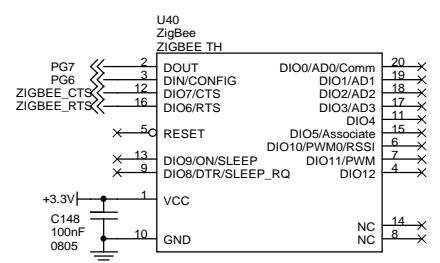 U40
ZigBee
ZIGBEE TH
PG7 2 DOUT DIO0/AD0/Comm 20
PG6 3 DIN/CONFIG DIO1/AD1 19
ZIGBEE_CTS 12 DIO7/CTS DIO2/AD2 18
ZIGBEE_RTS 16 DIO6/RTS DIO3/AD3 17
DIO4 11
5 RESET DIO5/Associate 15
DIO10/PWM0/RSSI 6
13 DIO9/ON/SLEEP DIO11/PWM 7
9 DIO8/DTR/SLEEP_RQ DIO12 4
+3.3V 1 VCC
C148
100nF
0805
NC 14
10 GND NC 8